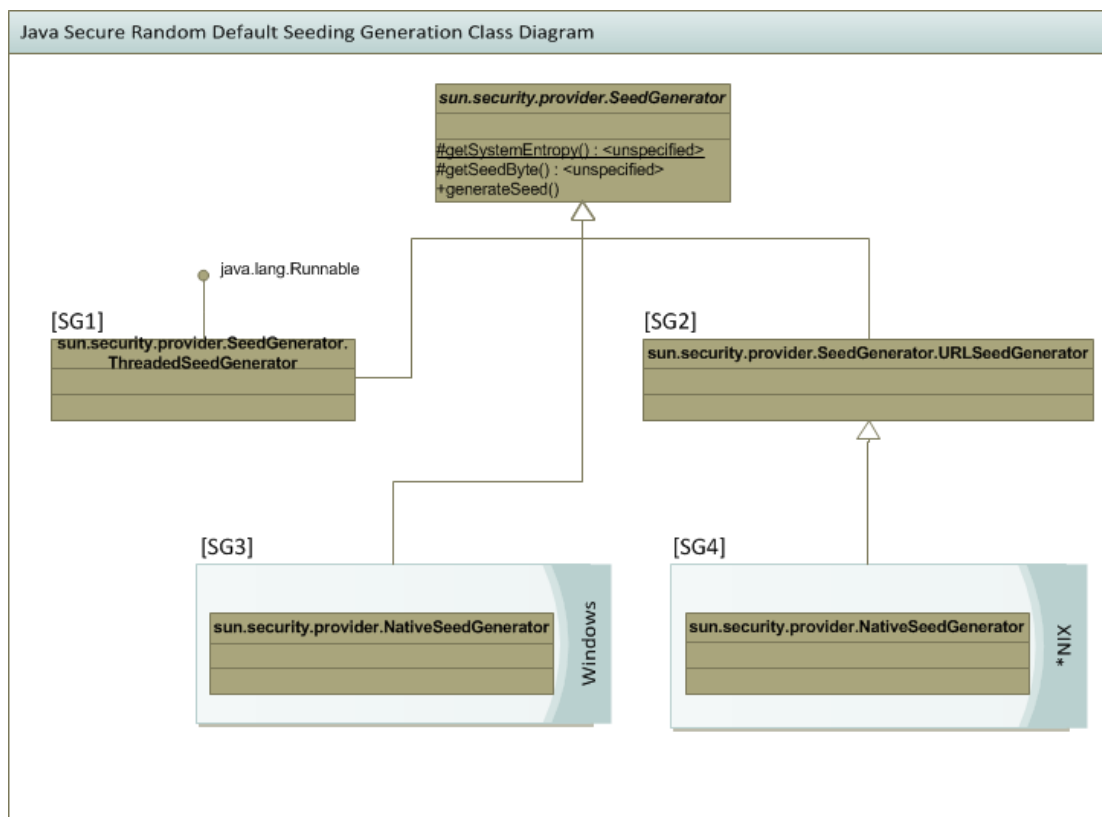 Java Secure Random Default Seeding Generation Class Diagram
sun.security.provider.SeedGenerator
#getSystemEntropy() : <unspecified>
#getSeedByte() : <unspecified>
+generateSeed()
java.lang.Runnable
[SG1]
sun.security.provider.SeedGenerator.
ThreadedSeedGenerator
[SG2]
sun.security.provider.SeedGenerator.URLSeedGenerator
[SG3]
sun.security.provider.NativeSeedGenerator
Windows
[SG4]
sun.security.provider.NativeSeedGenerator
*NIX